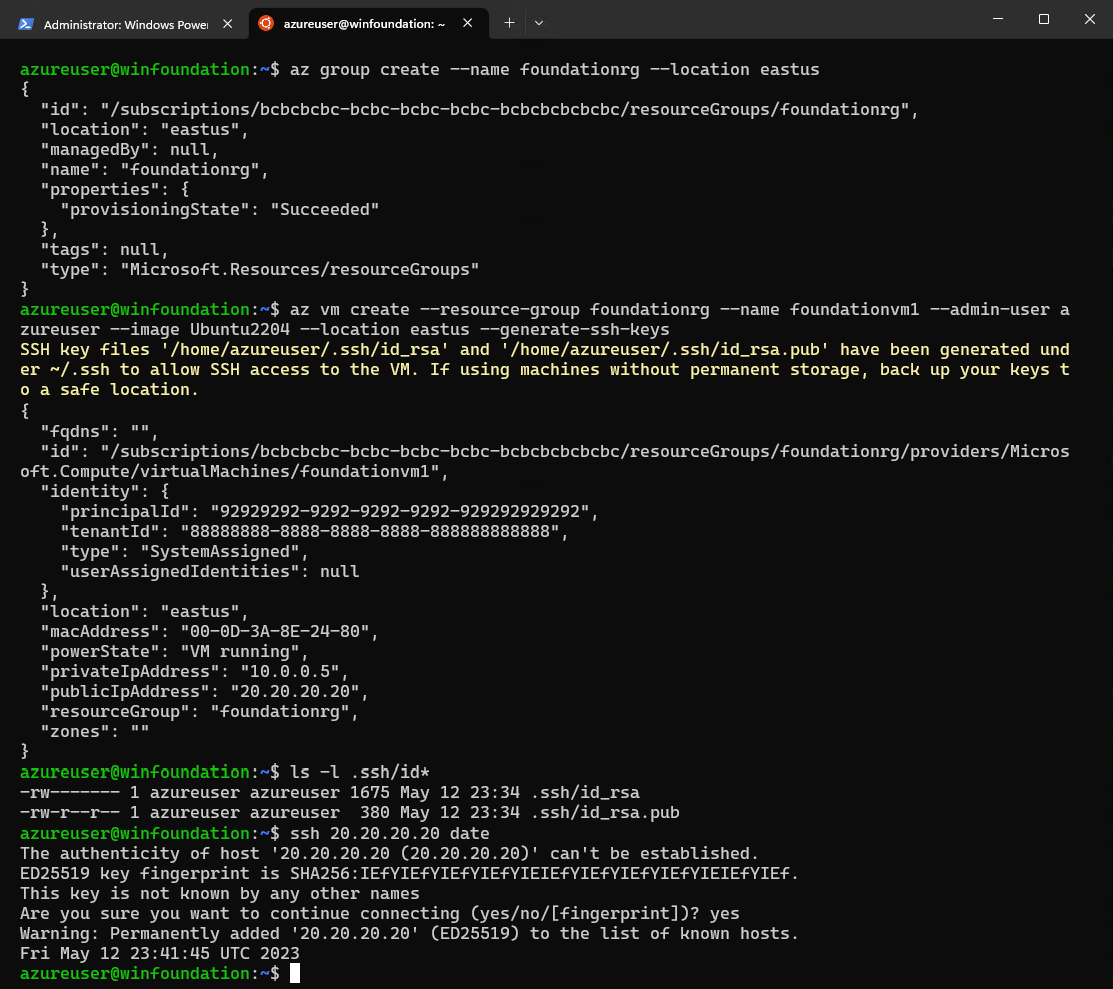 Administrator: Windows Power
azureuser@winfoundation: ~
azureuser@winfoundation:~$ az group create --name foundationrg --location eastus
{
  "id": "/subscriptions/bcbcbcbc-bcbc-bcbc-bcbc-bcbcbcbcbcbc/resourceGroups/foundationrg",
  "location": "eastus",
  "managedBy": null,
  "name": "foundationrg",
  "properties": {
    "provisioningState": "Succeeded"
  },
  "tags": null,
  "type": "Microsoft.Resources/resourceGroups"
}
azureuser@winfoundation:~$ az vm create --resource-group foundationrg --name foundationvm1 --admin-user a
zureuser --image Ubuntu2204 --location eastus --generate-ssh-keys
SSH key files '/home/azureuser/.ssh/id_rsa' and '/home/azureuser/.ssh/id_rsa.pub' have been generated und
er ~/.ssh to allow SSH access to the VM. If using machines without permanent storage, back up your keys t
o a safe location.
{
  "fqdns": "",
  "id": "/subscriptions/bcbcbcbc-bcbc-bcbc-bcbc-bcbcbcbcbcbc/resourceGroups/foundationrg/providers/Micros
oft.Compute/virtualMachines/foundationvm1",
  "identity": {
    "principalId": "92929292-9292-9292-9292-929292929292",
    "tenantId": "88888888-8888-8888-8888-888888888888",
    "type": "SystemAssigned",
    "userAssignedIdentities": null
  },
  "location": "eastus",
  "macAddress": "00-0D-3A-8E-24-80",
  "powerState": "VM running",
  "privateIpAddress": "10.0.0.5",
  "publicIpAddress": "20.20.20.20",
  "resourceGroup": "foundationrg",
  "zones": ""
}
azureuser@winfoundation:~$ ls -l .ssh/id*
-rw------- 1 azureuser azureuser 1675 May 12 23:34 .ssh/id_rsa
-rw-r--r-- 1 azureuser azureuser  380 May 12 23:34 .ssh/id_rsa.pub
azureuser@winfoundation:~$ ssh 20.20.20.20 date
The authenticity of host '20.20.20.20 (20.20.20.20)' can't be established.
ED25519 key fingerprint is SHA256:IEfYIEfYIEfYIEfYIEIEfYIEfYIEfYIEfYIEIEfYIEf.
This key is not known by any other names
Are you sure you want to continue connecting (yes/no/[fingerprint])? yes
Warning: Permanently added '20.20.20.20' (ED25519) to the list of known hosts.
Fri May 12 23:41:45 UTC 2023
azureuser@winfoundation:~$